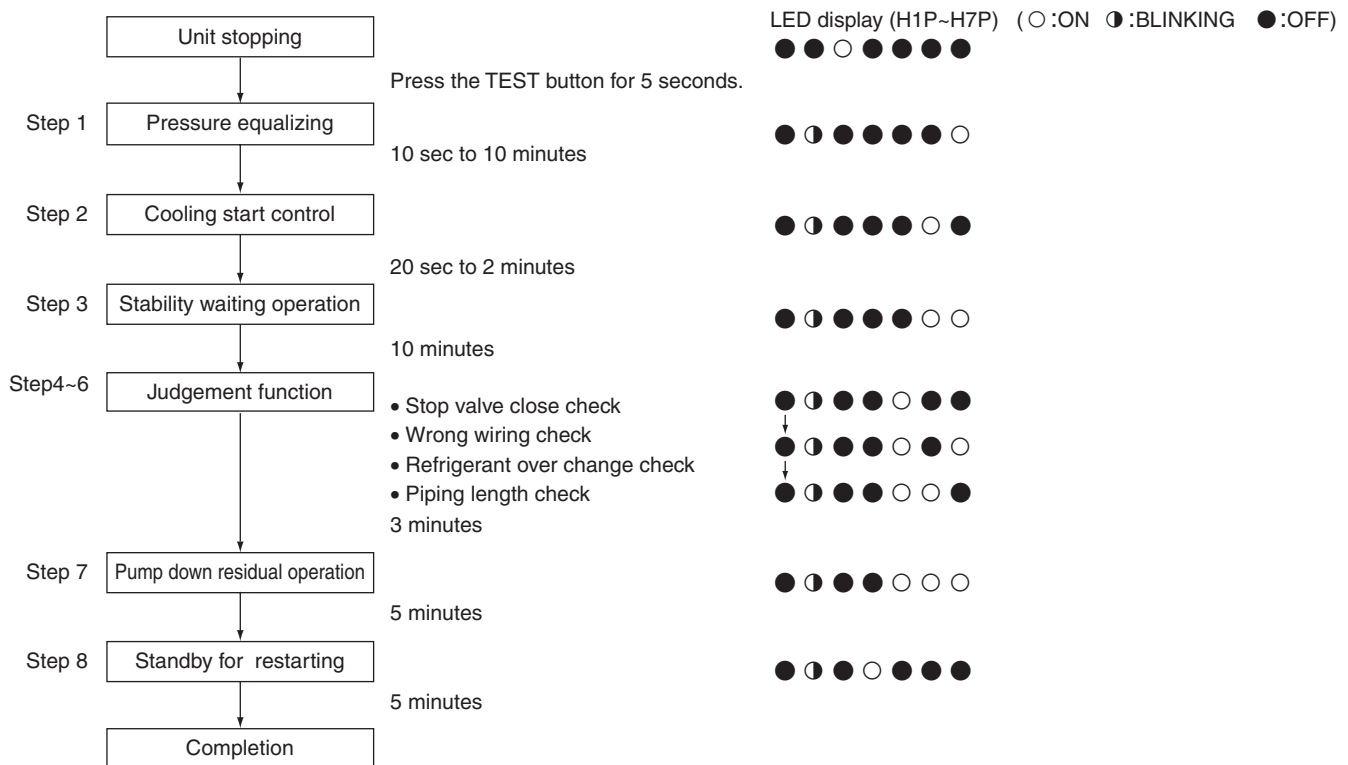 LED display (H1P~H7P) ( ○ :ON ◑ :BLINKING ● :OFF)
Unit stopping
● ● ○ ● ● ● ●
Press the TEST button for 5 seconds.
Step 1 Pressure equalizing
● ◑ ● ● ● ● ○
10 sec to 10 minutes
Step 2 Cooling start control
● ◑ ● ● ● ○ ●
20 sec to 2 minutes
Step 3 Stability waiting operation
● ◑ ● ● ● ○ ○
10 minutes
Step4~6 Judgement function
• Stop valve close check
● ◑ ● ● ○ ● ●
• Wrong wiring check
● ◑ ● ● ○ ● ○
• Refrigerant over change check
• Piping length check
● ◑ ● ● ○ ○ ●
3 minutes
Step 7 Pump down residual operation
● ◑ ● ● ○ ○ ○
5 minutes
Step 8 Standby for restarting
● ◑ ● ○ ● ● ●
5 minutes
Completion